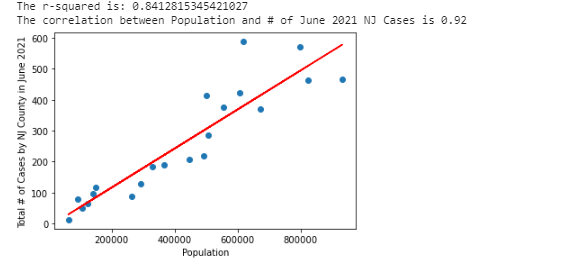 The r-squared is: 0.8412815345421027
The correlation between Population and # of June 2021 NJ Cases is 0.92
Total # of Cases by NJ County in June 2021
600
500
400
300
200
100
0
200000 400000 600000 800000
Population